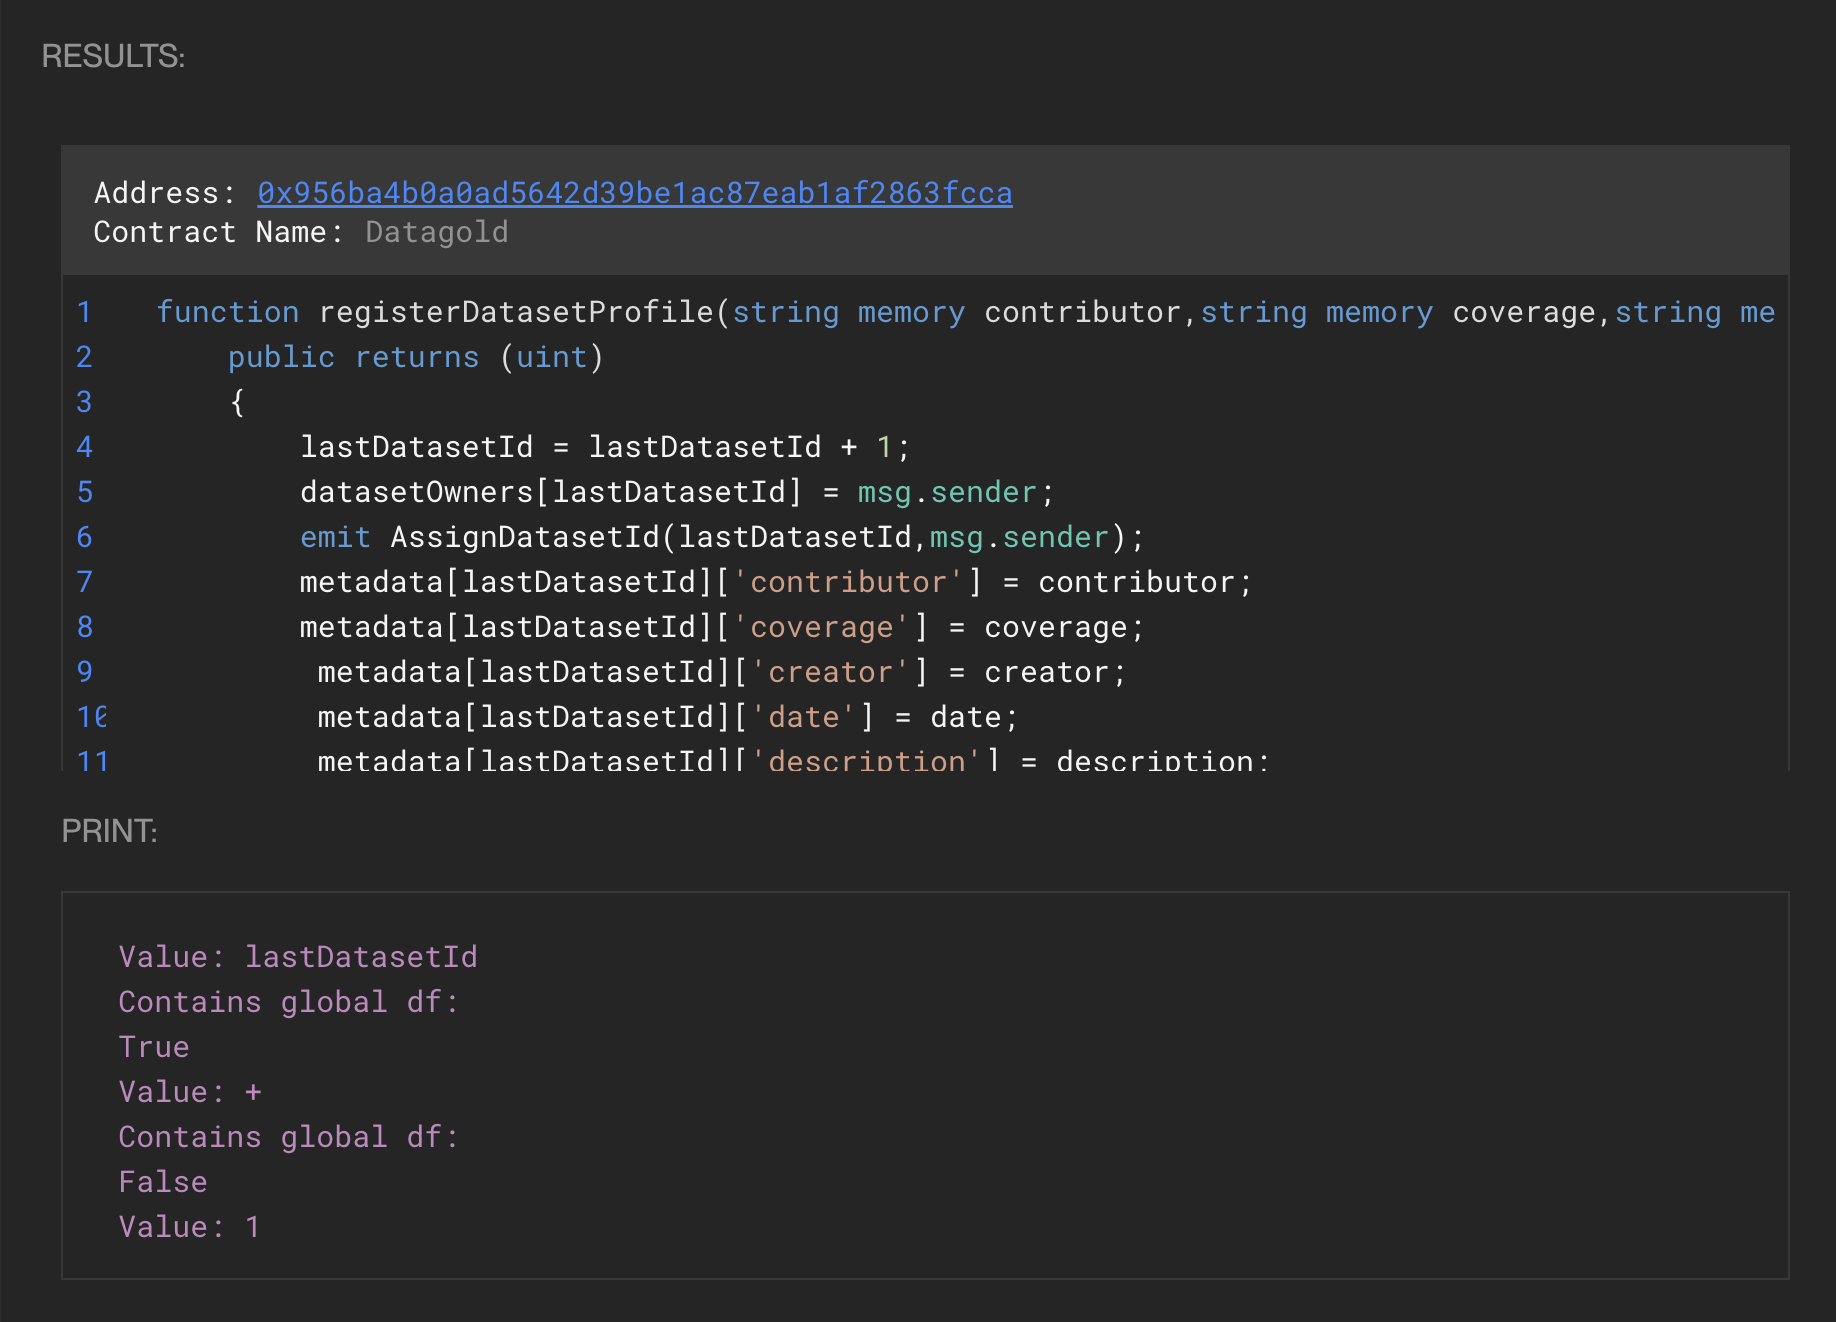 RESULTS:
Address: 0x956ba4b0a0ad5642d39be1ac87eab1af2863fcca
Contract Name: Datagold
1 function registerDatasetProfile(string memory contributor,string memory coverage,string me
2 public returns (uint)
3 {
4 lastDatasetId = lastDatasetId + 1;
5 datasetOwners[lastDatasetId] = msg.sender;
6 emit AssignDatasetId(lastDatasetId,msg.sender);
7 metadata[lastDatasetId]['contributor'] = contributor;
8 metadata[lastDatasetId]['coverage'] = coverage;
9 metadata[lastDatasetId]['creator'] = creator;
10 metadata[lastDatasetId]['date'] = date;
11 metadata[lastDatasetId]['description'] = description;
PRINT:
Value: lastDatasetId
Contains global df:
True
Value: +
Contains global df:
False
Value: 1